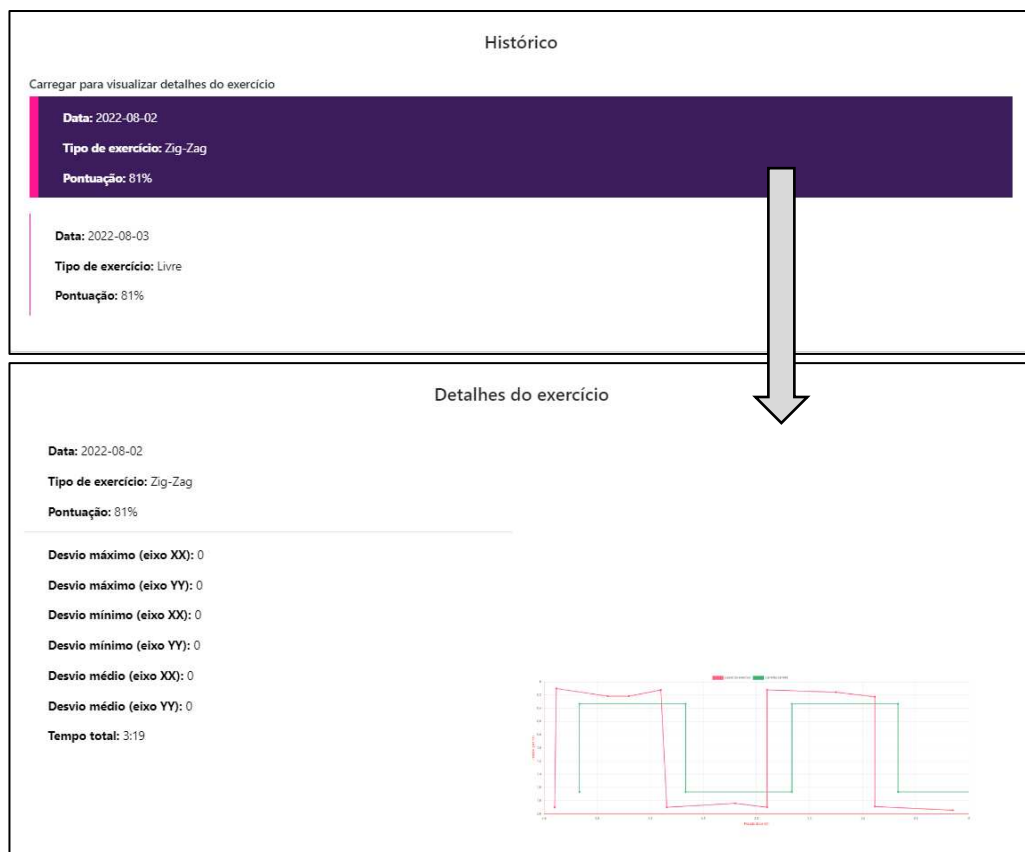 Histórico
Carregar para visualizar detalhes do exercício
Data: 2022-08-02
Tipo de exercício: Zig-Zag
Pontuação: 81%
Data: 2022-08-03
Tipo de exercício: Livre
Pontuação: 81%
Detalhes do exercício
Data: 2022-08-02
Tipo de exercício: Zig-Zag
Pontuação: 81%
Desvio máximo (eixo XX): 0
Desvio máximo (eixo YY): 0
Desvio mínimo (eixo XX): 0
Desvio mínimo (eixo YY): 0
Desvio médio (eixo XX): 0
Desvio médio (eixo YY): 0
Tempo total: 3:19